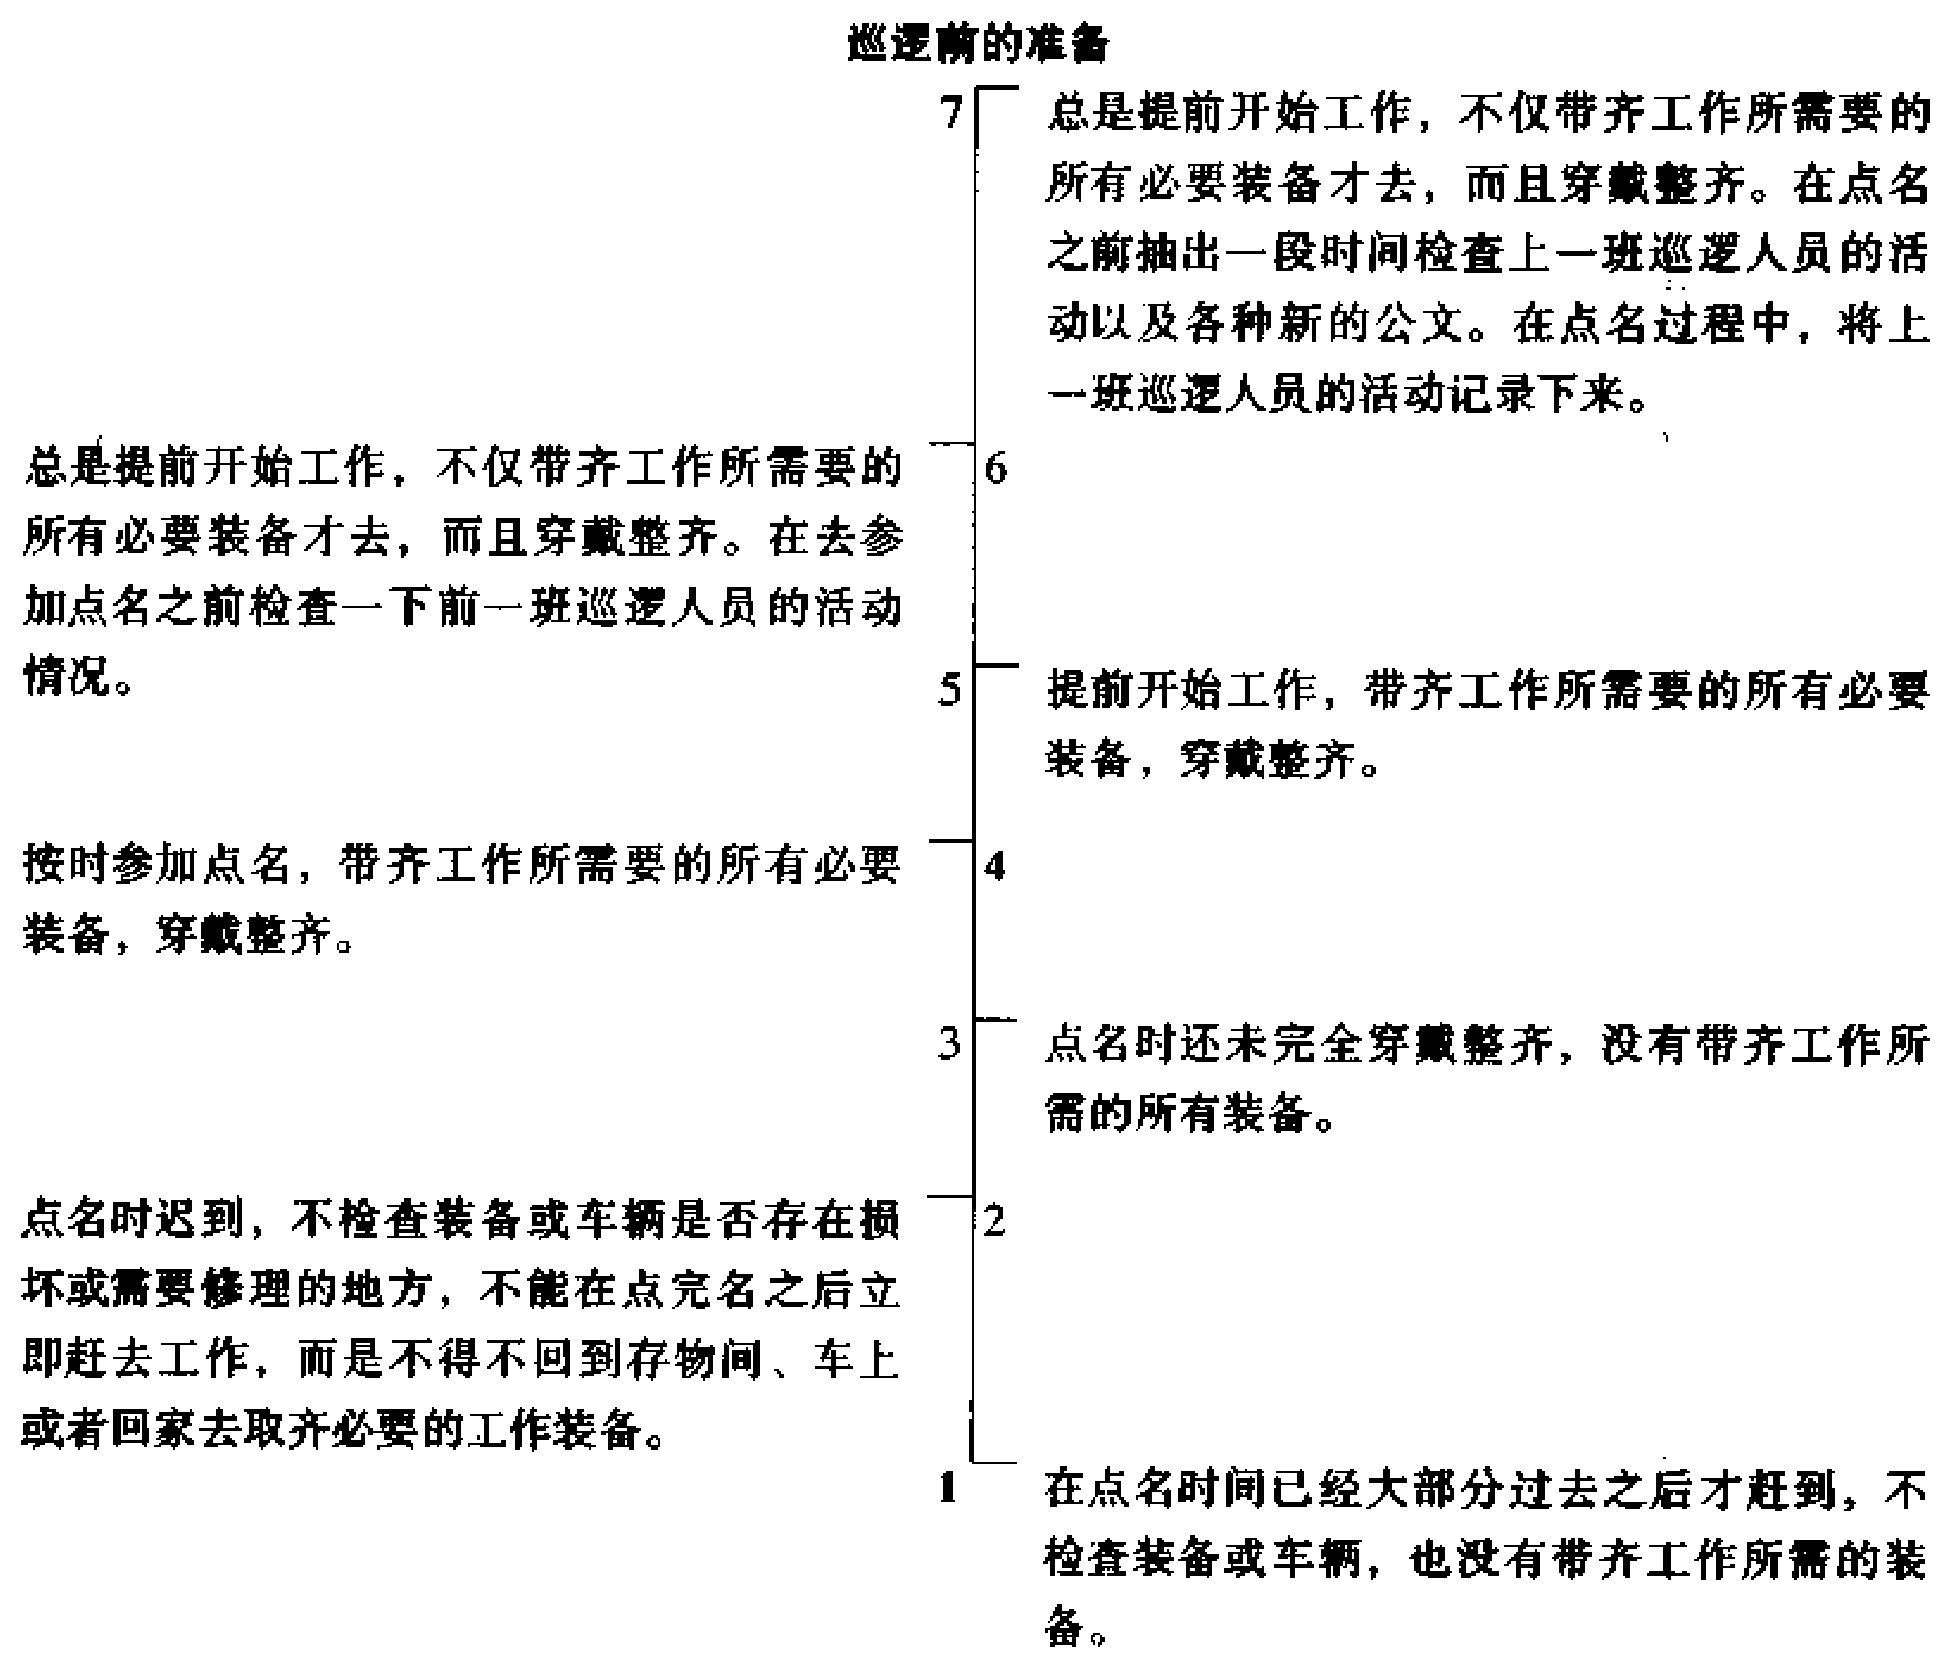 巡逻前的准备
7
总是提前开始工作，不仅带齐工作所需要的
所有必要装备才去，而且穿戴整齐。在点名
之前抽出一段时间检查上一班巡逻人员的活
动以及各种新的公文。在点名过程中，将上
一班巡逻人员的活动记录下来。
6
总是提前开始工作，不仅带齐工作所需要的
所有必要装备才去，而且穿戴整齐。在去参
加点名之前检查一下前一班巡逻人员的活动
情况。
5
提前开始工作，带齐工作所需要的所有必要
装备，穿戴整齐。
4
按时参加点名，带齐工作所需要的所有必要
装备，穿戴整齐。
3
点名时还未完全穿戴整齐，没有带齐工作所
需的所有装备。
2
点名时迟到，不检查装备或车辆是否存在损
坏或需要修理的地方，不能在点完名之后立
即赶去工作，而是不得不回到存物间、车上
或者回家去取齐必要的工作装备。
1
在点名时间已经大部分过去之后才赶到，不
检查装备或车辆，也没有带齐工作所需的装
备。